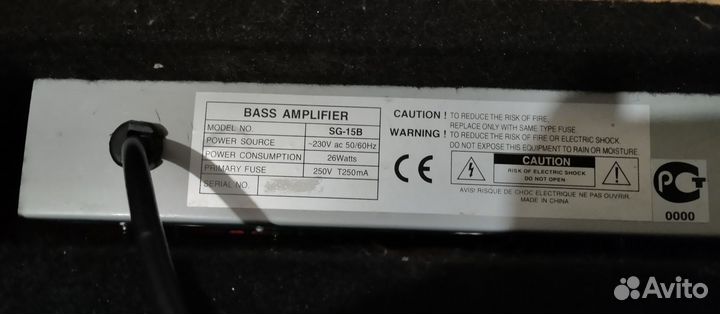 BASS AMPLIFIER
MODEL NO. SG-15B
POWER SOURCE ~230V ac 50/60Hz
POWER CONSUMPTION 26Watts
PRIMARY FUSE 250V T250mA
SERIAL NO.
CAUTION ! TO REDUCE THE RISK OF FIRE,
REPLACE ONLY WITH SAME TYPE FUSE.
WARNING ! TO REDUCE THE RISK OF FIRE OR ELECTRIC SHOCK.
DO NOT EXPOSE THIS EQUIPMENT TO RAIN OR MOISTURE.
CE
CAUTION
RISK OF ELECTRIC SHOCK
DO NOT OPEN
AVIS! RISQUE DE CHOC ELECTRIQUE NE PAS OUVRIR.
MADE IN CHINA
РСТ
0000
Avito